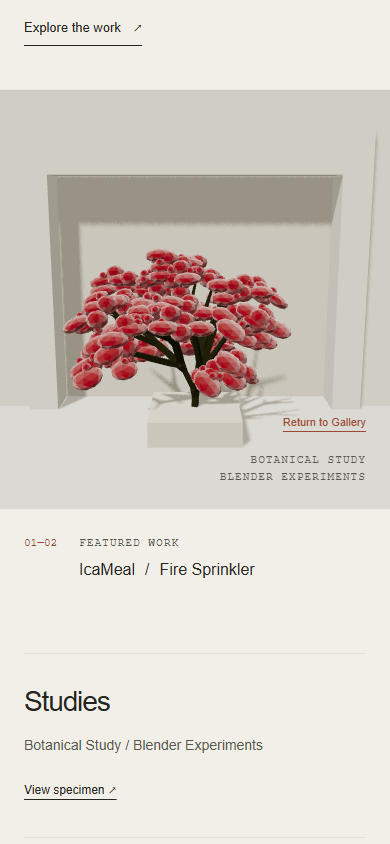 Explore the work ↗
Return to Gallery
BOTANICAL STUDY
BLENDER EXPERIMENTS
01—02 FEATURED WORK
IcaMeal / Fire Sprinkler
Studies
Botanical Study / Blender Experiments
View specimen ↗